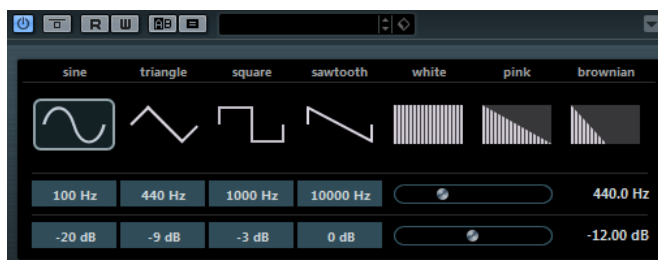 R W AB
sine triangle square sawtooth white pink brownian
100 Hz 440 Hz 1000 Hz 10000 Hz 440.0 Hz
-20 dB -9 dB -3 dB 0 dB -12.00 dB